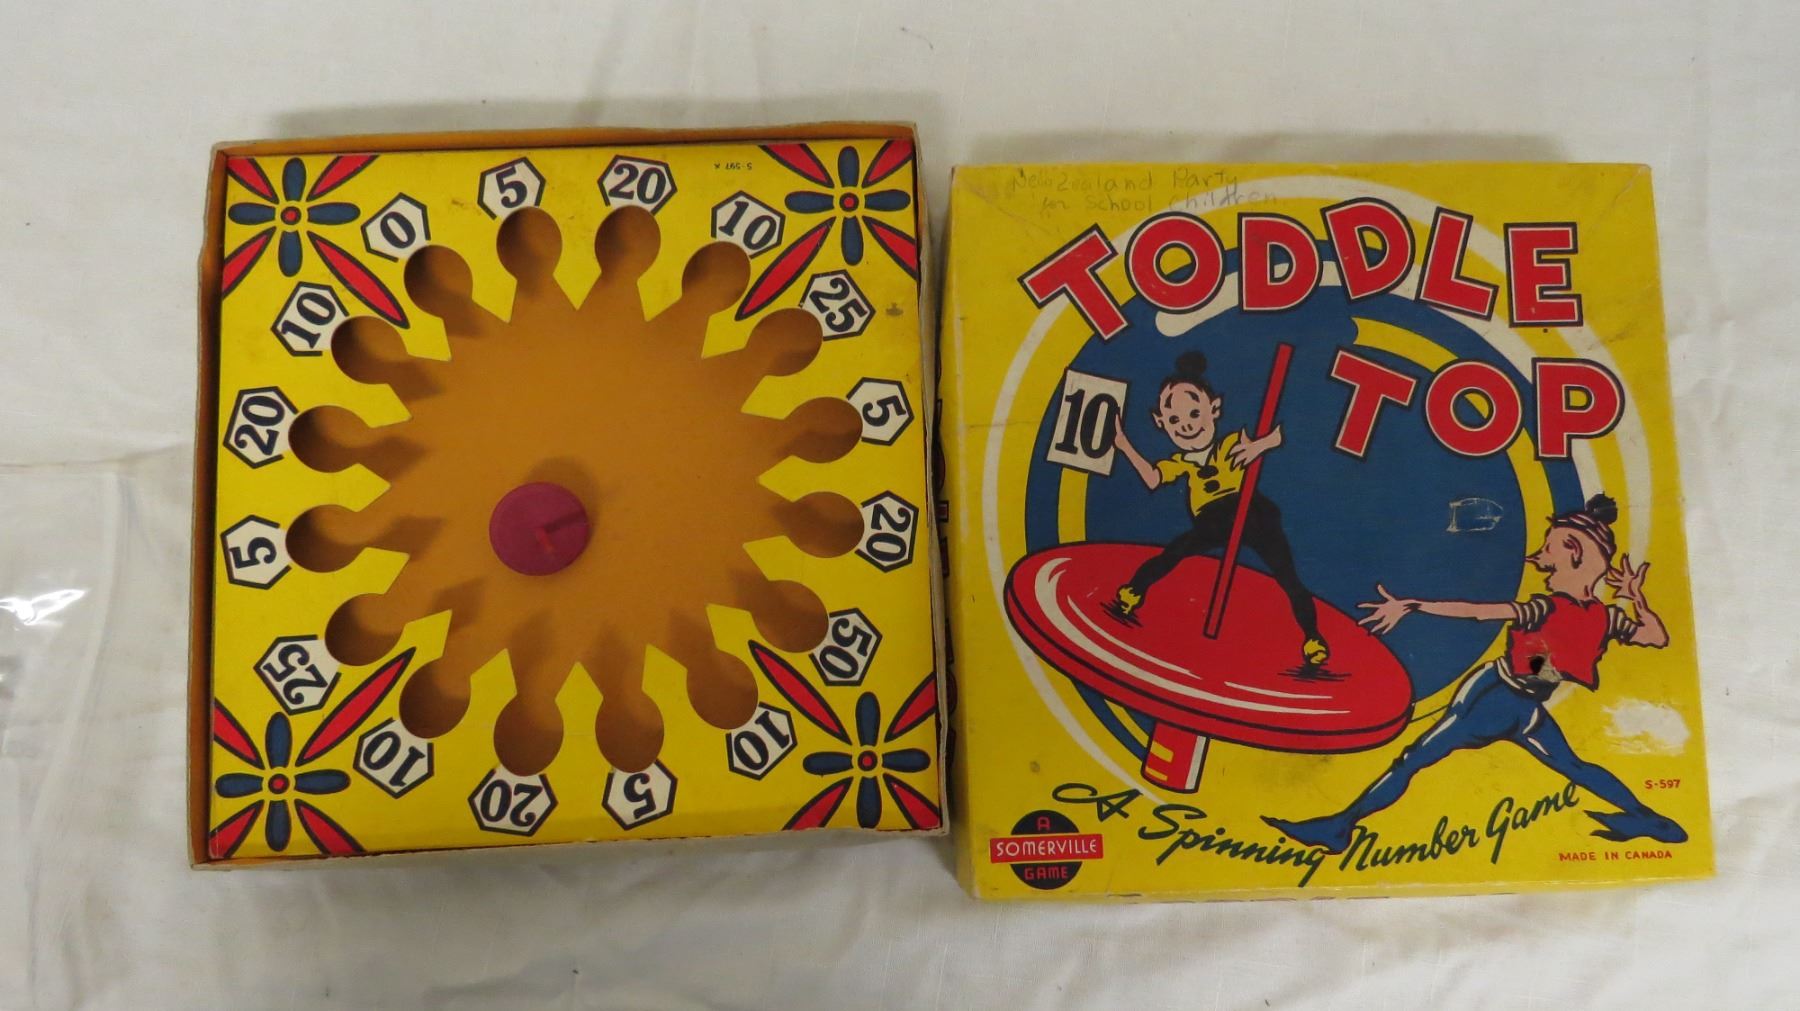 S-597 K
5
20
0
10
10
25
20
5
5
20
25
50
10
10
20
5
New Zealand Party
for School Children
TODDLE
TOP
10
A Spinning Number Game
S-597
MADE IN CANADA
A
SOMERVILLE
GAME